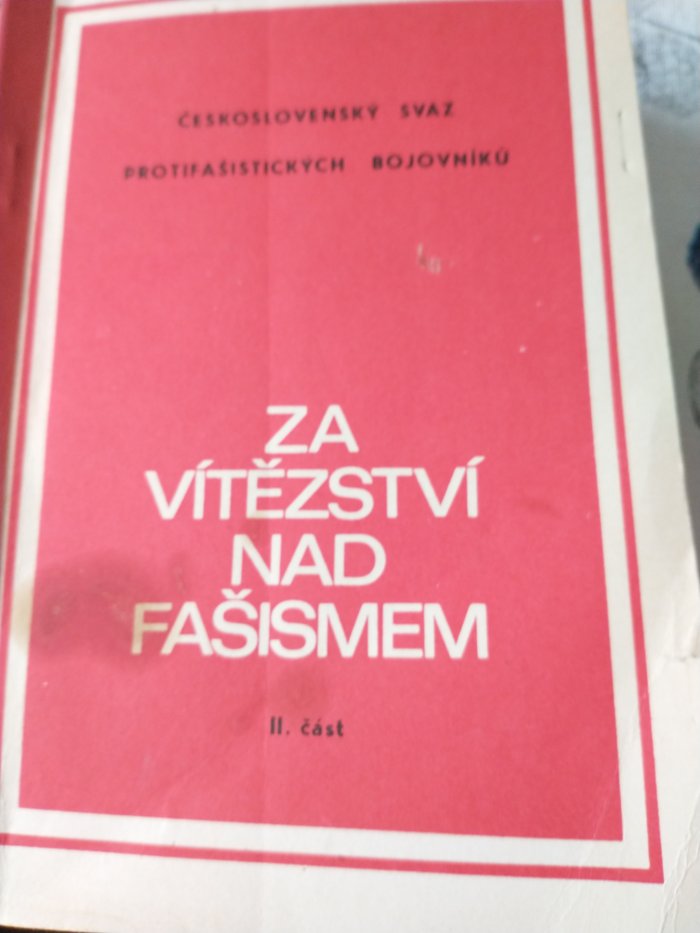 ČESKOSLOVENSKÝ SVAZ
PROTIFAŠISTICKÝCH BOJOVNÍKŮ
ZA
VÍTĚZSTVÍ
NAD
FAŠISMEM
II. část